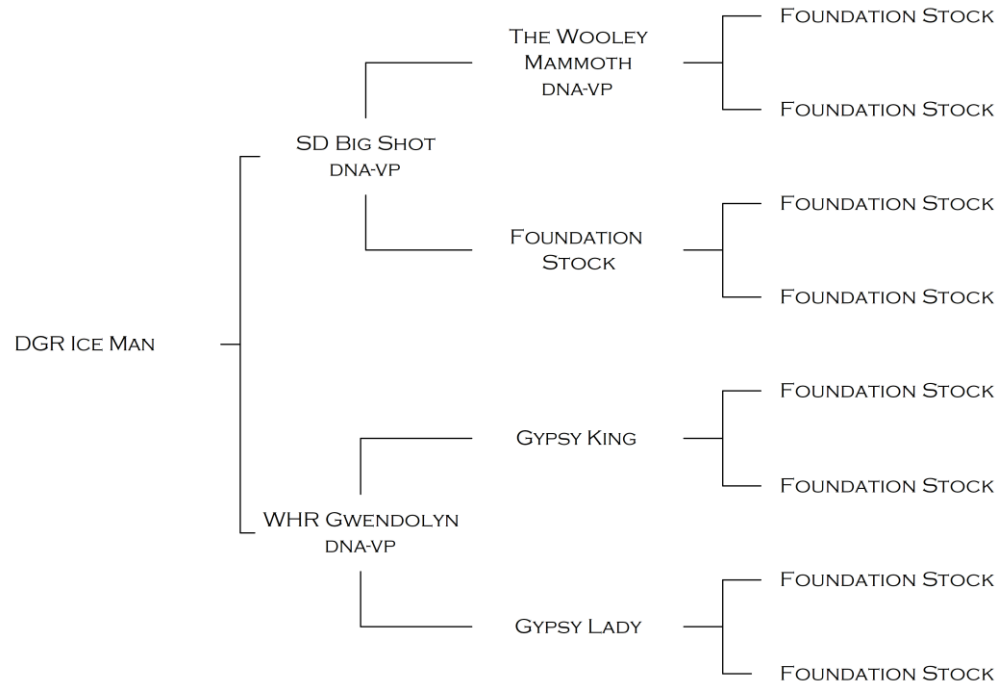 Foundation Stock
The Wooley
Mammoth
DNA-VP
Foundation Stock
SD Big Shot
DNA-VP
Foundation Stock
Foundation
Stock
Foundation Stock
DGR Ice Man
Foundation Stock
Gypsy King
Foundation Stock
WHR Gwendolyn
DNA-VP
Foundation Stock
Gypsy Lady
Foundation Stock